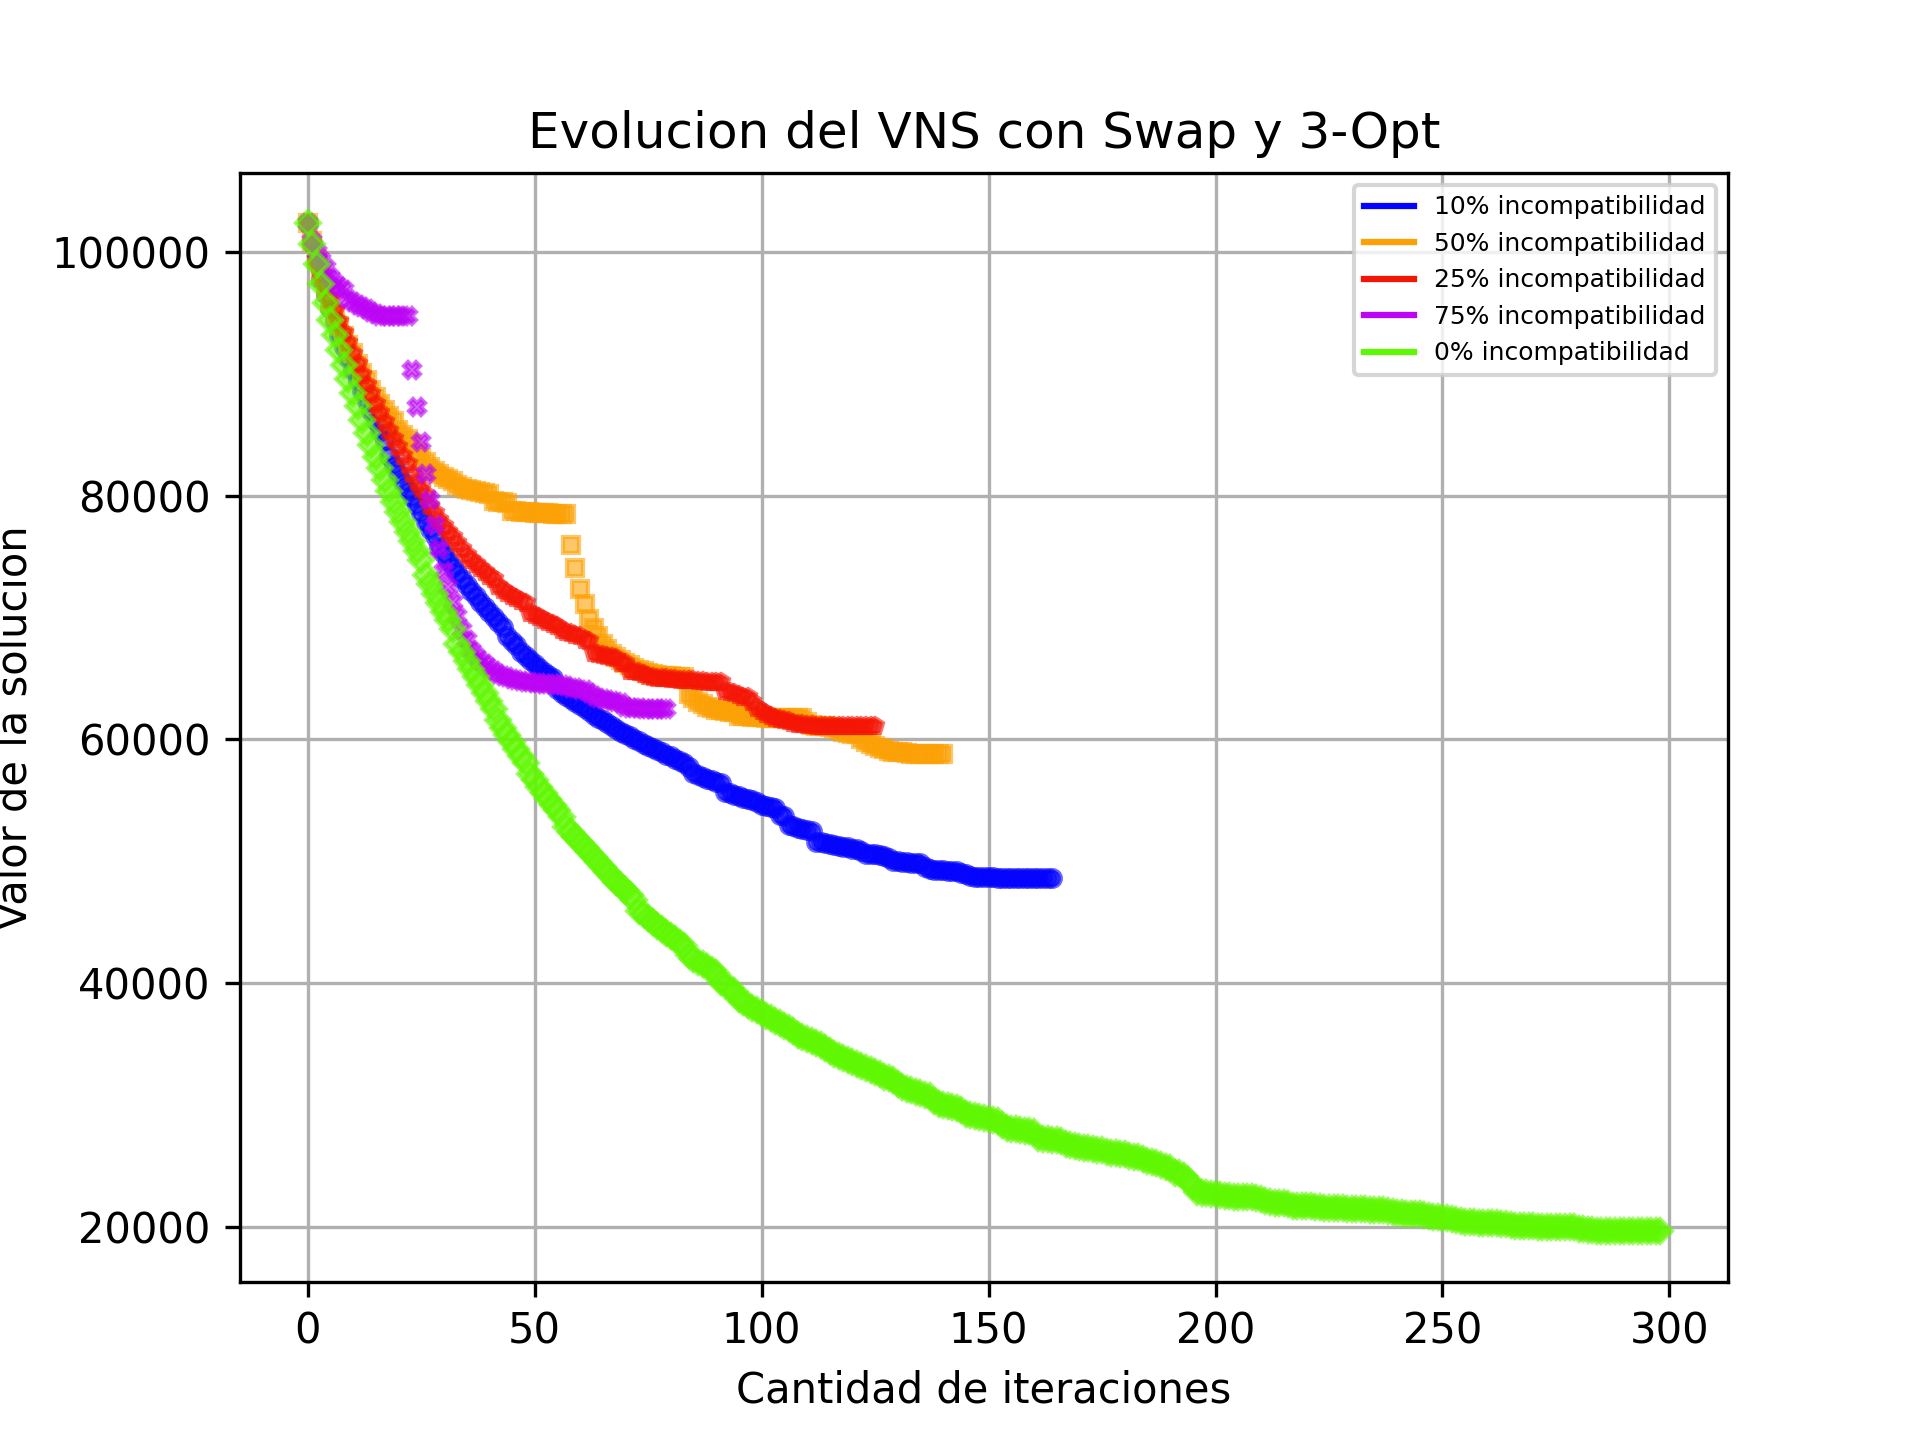 Evolucion del VNS con Swap y 3-Opt
10% incompatibilidad
50% incompatibilidad
25% incompatibilidad
75% incompatibilidad
0% incompatibilidad
Valor de la solucion
100000
80000
60000
40000
20000
0 50 100 150 200 250 300
Cantidad de iteraciones